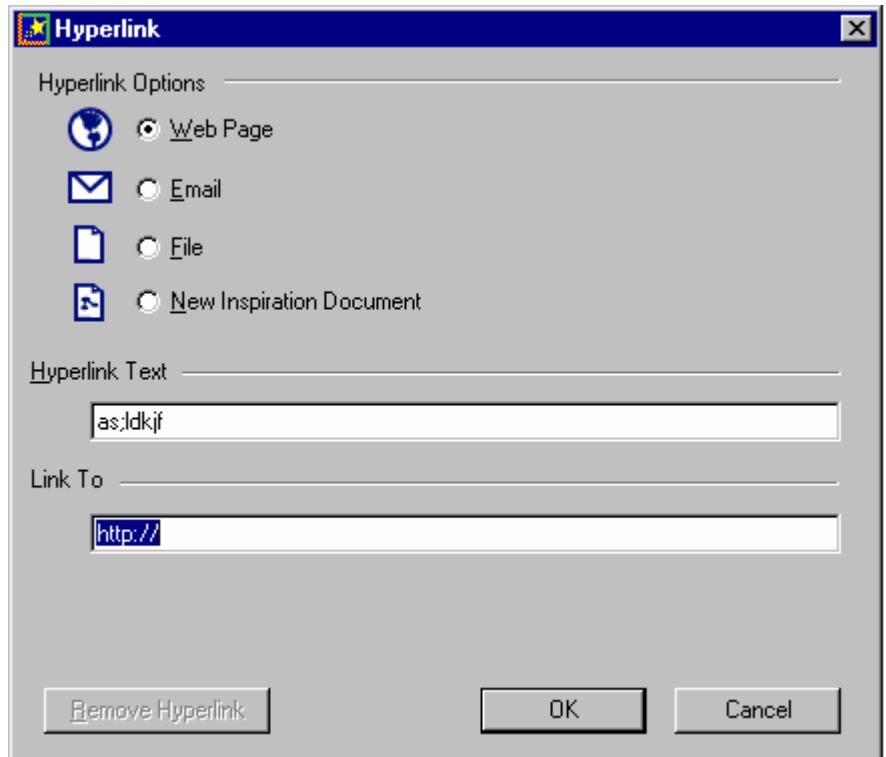 Hyperlink
Hyperlink Options
Web Page
Email
File
New Inspiration Document
Hyperlink Text
as;ldkjf
Link To
http://
Remove Hyperlink OK Cancel